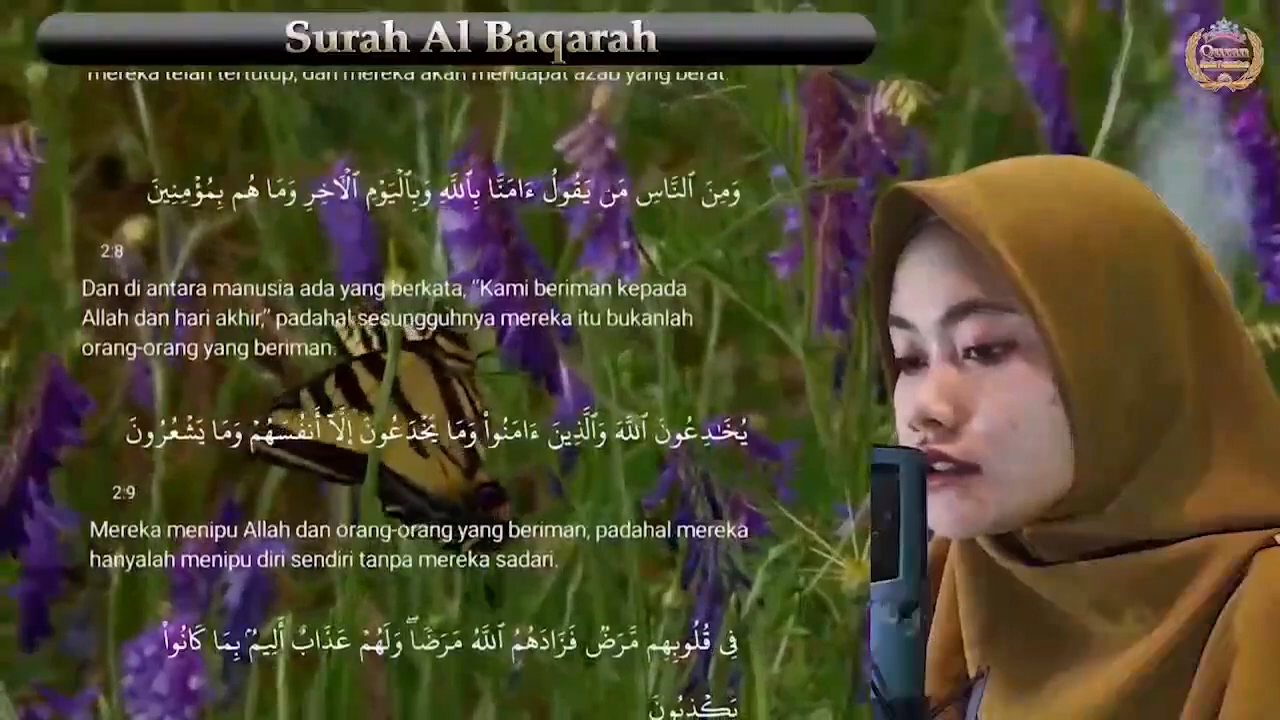 Surah Al Baqarah
Quran
mereka telah tertutup, dan mereka akan mendapat azab yang berat.
وَمِنَ ٱلنَّاسِ مَن يَقُولُ ءَامَنَّا بِٱللَّهِ وَبِٱلْيَوْمِ ٱلْآخِرِ وَمَا هُم بِمُؤْمِنِينَ
2:8
Dan di antara manusia ada yang berkata, “Kami beriman kepada
Allah dan hari akhir,” padahal sesungguhnya mereka itu bukanlah
orang-orang yang beriman.
يُخَـٰدِعُونَ ٱللَّهَ وَٱلَّذِينَ ءَامَنُوا۟ وَمَا يَخْدَعُونَ إِلَّآ أَنفُسَهُمْ وَمَا يَشْعُرُونَ
2:9
Mereka menipu Allah dan orang-orang yang beriman, padahal mereka
hanyalah menipu diri sendiri tanpa mereka sadari.
فِى قُلُوبِهِم مَّرَضٌ فَزَادَهُمُ ٱللَّهُ مَرَضًا ۖ وَلَهُمْ عَذَابٌ أَلِيمٌۢ بِمَا كَانُوا۟
يَكْذِبُونَ